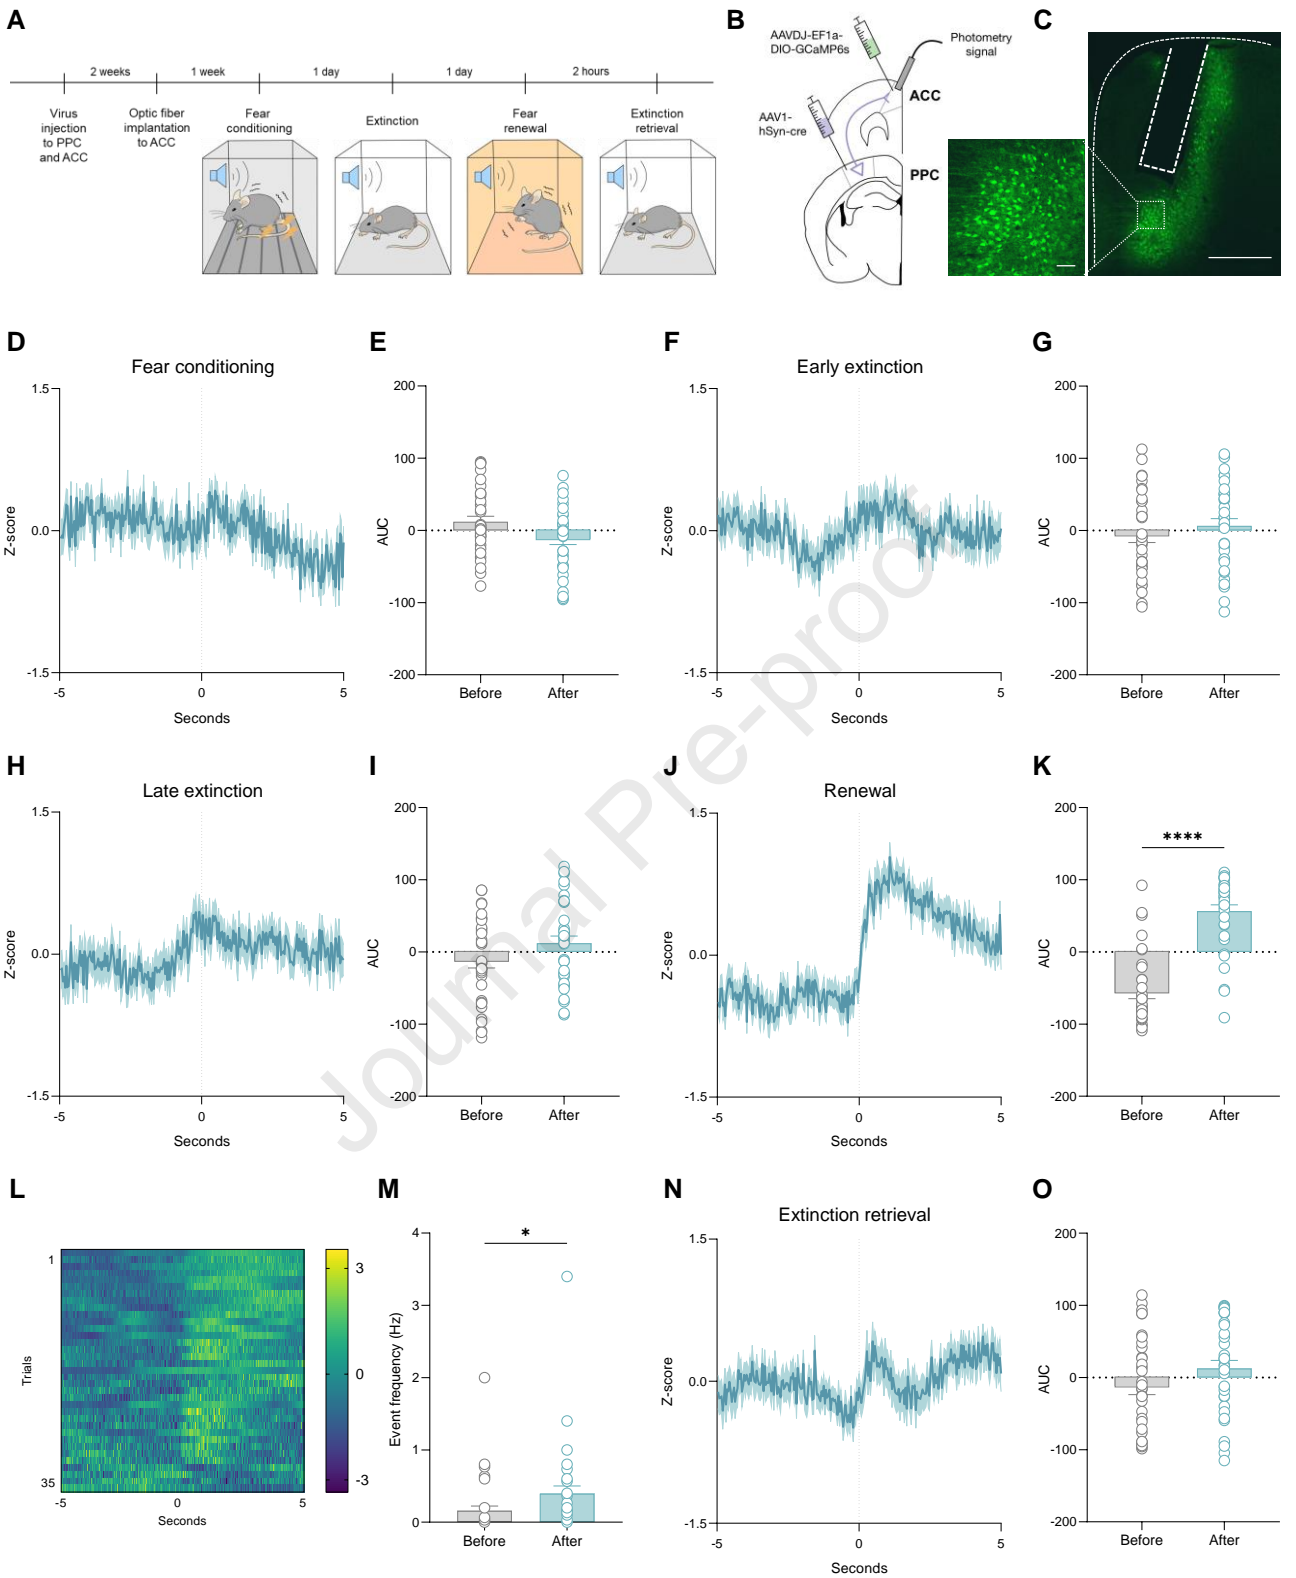 A
2 weeks
1 week
1 day
1 day
2 hours
Virus
injection
to PPC
and ACC
Optic fiber
implantation
to ACC
Fear
conditioning
Extinction
Fear
renewal
Extinction
retrieval
B
AAVDJ-EF1a-
DIO-GCaMP6s
Photometry
signal
AAV1-
hSyn-cre
ACC
PPC
C
D
Fear conditioning
1.5
0.0
-1.5
Z-score
-5
0
5
Seconds
E
200
100
0
-100
-200
AUC
Before
After
F
Early extinction
1.5
0.0
-1.5
Z-score
-5
0
5
Seconds
G
200
100
0
-100
-200
AUC
Before
After
H
Late extinction
1.5
0.0
-1.5
Z-score
-5
0
5
Seconds
I
200
100
0
-100
-200
AUC
Before
After
J
Renewal
1.5
0.0
-1.5
Z-score
-5
0
5
Seconds
K
****
200
100
0
-100
-200
AUC
Before
After
L
1
35
Trials
-5
0
5
Seconds
3
0
-3
M
*
4
3
2
1
0
Event frequency (Hz)
Before
After
N
Extinction retrieval
1.5
0.0
-1.5
Z-score
-5
0
5
Seconds
O
200
100
0
-100
-200
AUC
Before
After
Journal Pre-proof